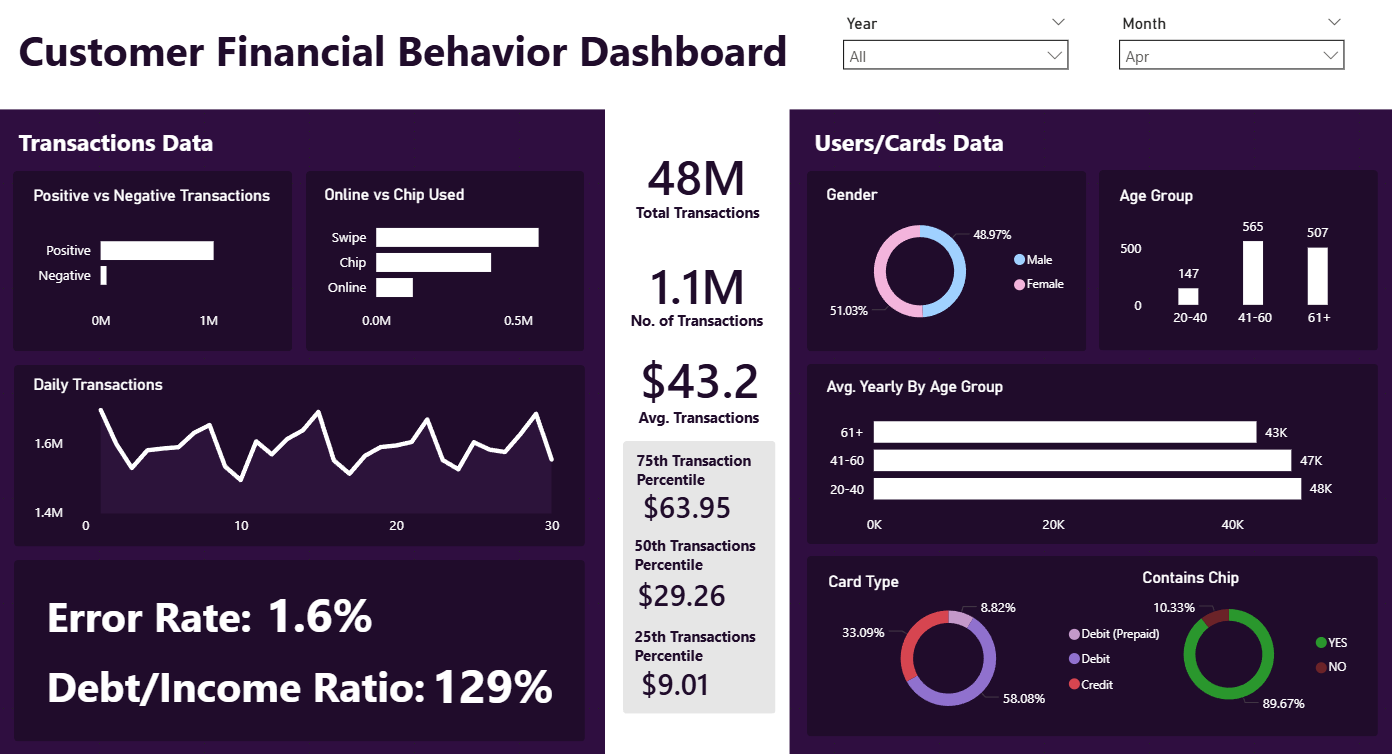 Customer Financial Behavior Dashboard
Year
All
Month
Apr
Transactions Data
Positive vs Negative Transactions
Positive
Negative
0M 1M
Online vs Chip Used
Swipe
Chip
Online
0.0M 0.5M
Daily Transactions
1.6M
1.4M
0 10 20 30
Error Rate: 1.6%
Debt/Income Ratio: 129%
48M
Total Transactions
1.1M
No. of Transactions
$43.2
Avg. Transactions
75th Transaction
Percentile
$63.95
50th Transactions
Percentile
$29.26
25th Transactions
Percentile
$9.01
Users/Cards Data
Gender
48.97%
51.03%
Male
Female
Age Group
500
0
147
565
507
20-40 41-60 61+
Avg. Yearly By Age Group
61+ 43K
41-60 47K
20-40 48K
0K 20K 40K
Card Type
8.82%
33.09%
58.08%
Debit (Prepaid)
Debit
Credit
Contains Chip
10.33%
89.67%
YES
NO